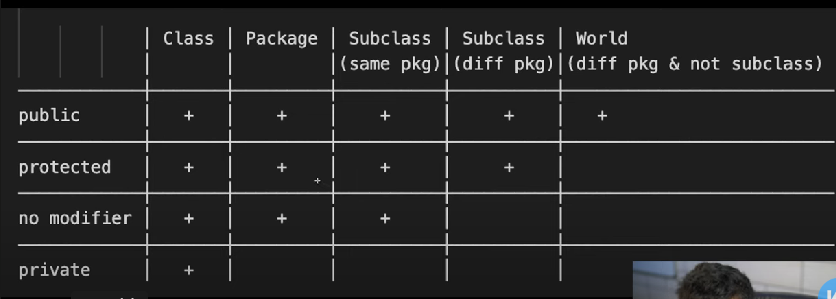 Class | Package | Subclass | Subclass | World
(same pkg)|(diff pkg)|(diff pkg & not subclass)
public | + | + | + | + | +
protected | + | + | + | + |
no modifier | + | + | + | |
private | + | | | |